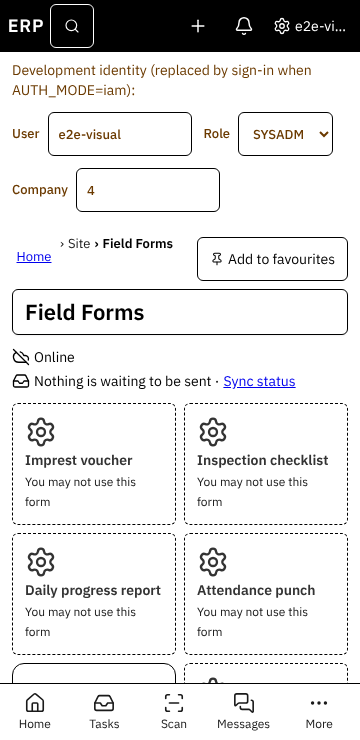 ERP
e2e-vi...
Development identity (replaced by sign-in when
AUTH_MODE=iam):
User
e2e-visual
Role
SYSADM
Company
4
Home
› Site › Field Forms
Add to favourites
Field Forms
Online
Nothing is waiting to be sent · Sync status
Imprest voucher
You may not use this
form
Inspection checklist
You may not use this
form
Daily progress report
You may not use this
form
Attendance punch
You may not use this
form
Home
Tasks
Scan
Messages
More